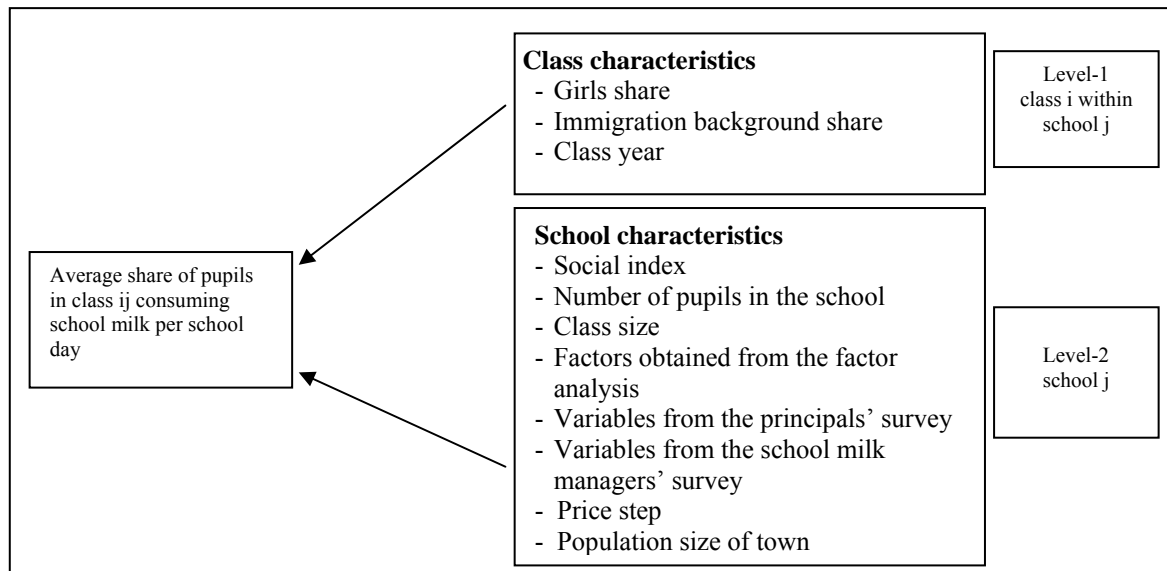 Class characteristics
- Girls share
- Immigration background share
- Class year
Level-1
class i within
school j
Average share of pupils
in class ij consuming
school milk per school
day
School characteristics
- Social index
- Number of pupils in the school
- Class size
- Factors obtained from the factor
analysis
- Variables from the principals’ survey
- Variables from the school milk
managers’ survey
- Price step
- Population size of town
Level-2
school j